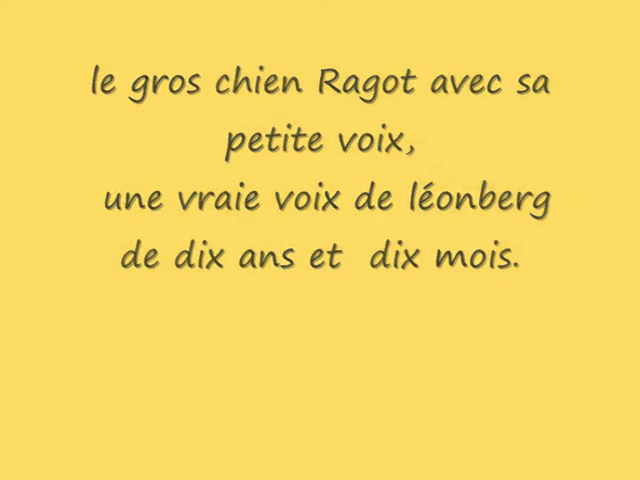 le gros chien Ragot avec sa
petite voix,
une vraie voix de léonberg
de dix ans et  dix mois.